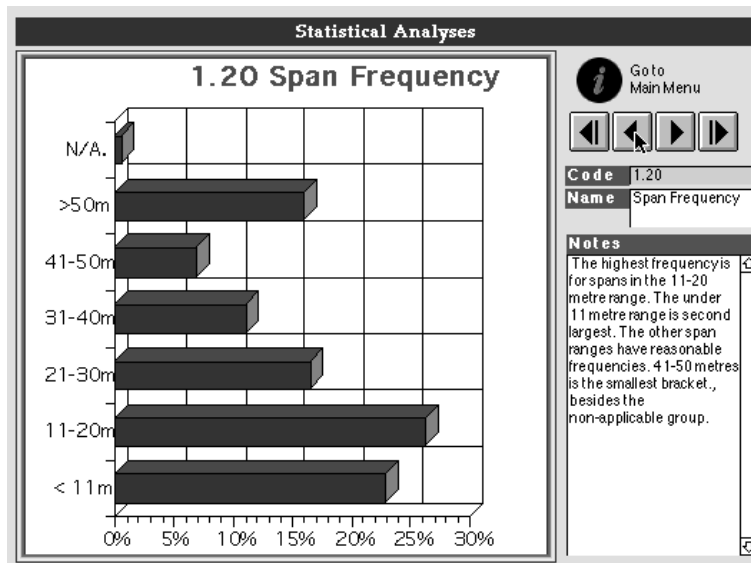 Statistical Analyses
1.20 Span Frequency
N/A.
>50m
41-50m
31-40m
21-30m
11-20m
< 11m
0% 5% 10% 15% 20% 25% 30%
Go to
Main Menu
Code 1.20
Name Span Frequency
Notes
The highest frequency is
for spans in the 11-20
metre range. The under
11 metre range is second
largest. The other span
ranges have reasonable
frequencies. 41-50 metres
is the smallest bracket.,
besides the
non-applicable group.